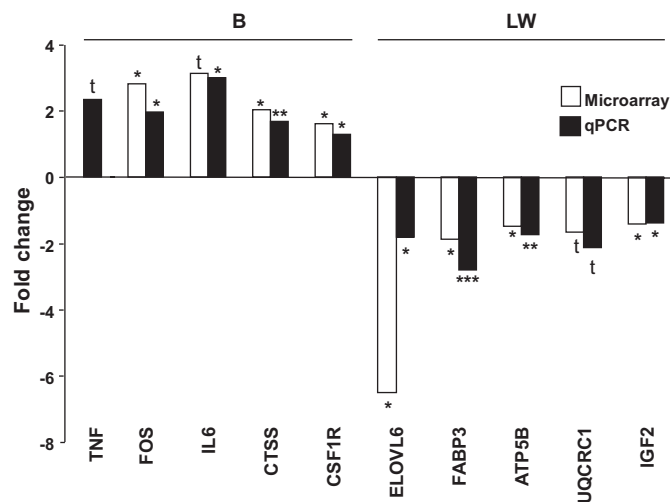 B LW
4
2
0
-2
-4
-6
-8
Fold change
Microarray
qPCR
t * * t * * ** * *
* * * *** * ** t t * *
TNF FOS IL6 CTSS CSF1R ELOVL6 FABP3 ATP5B UQCRC1 IGF2